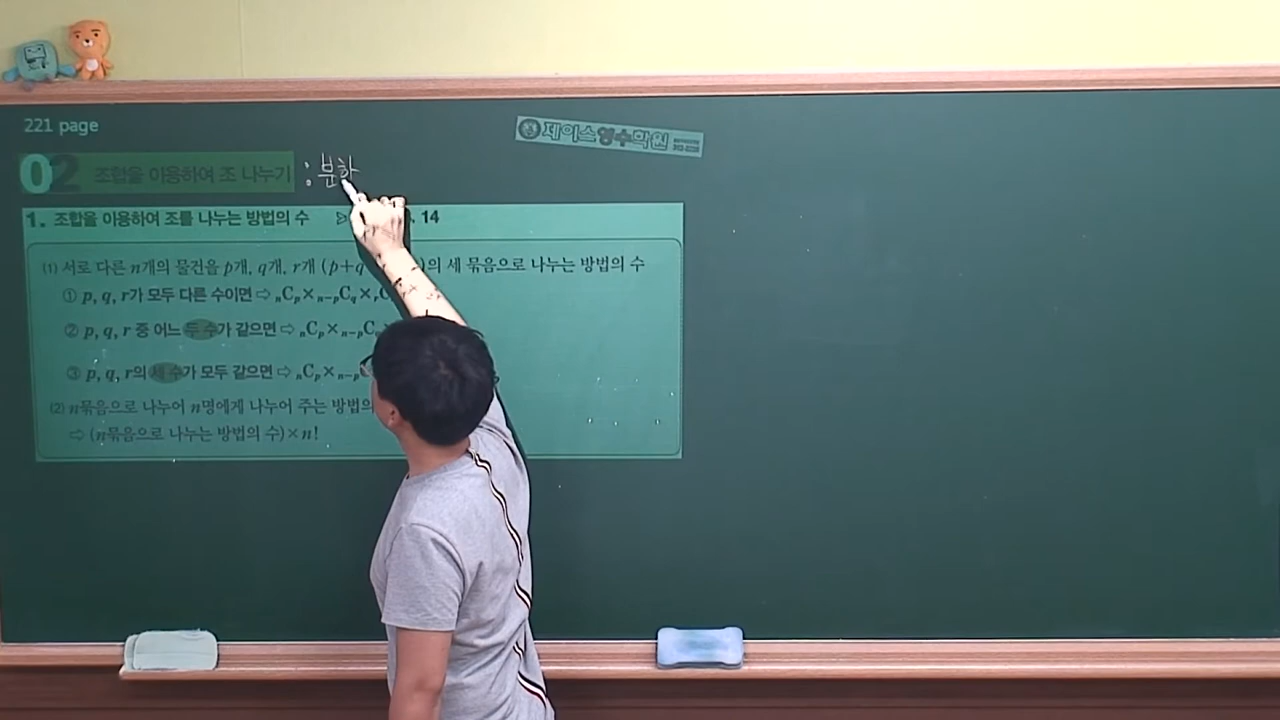 221 page
제이스영수학원
02 조합을 이용하여 조 나누기 : 분할
1. 조합을 이용하여 조를 나누는 방법의 수 ▷ 14
(1) 서로 다른 n개의 물건을 p개, q개, r개 (p+q 의 세 묶음으로 나누는 방법의 수
① p, q, r가 모두 다른 수이면 ⇨ ₙCₚ×ₙ₋ₚC_q×ᵣC
② p, q, r 중 어느 두 수가 같으면 ⇨ ₙCₚ×ₙ₋ₚC
③ p, q, r의 세 수가 모두 같으면 ⇨ ₙCₚ×ₙ₋ₚ
(2) n묶음으로 나누어 n명에게 나누어 주는 방법의
⇨ (n묶음으로 나누는 방법의 수)×n!